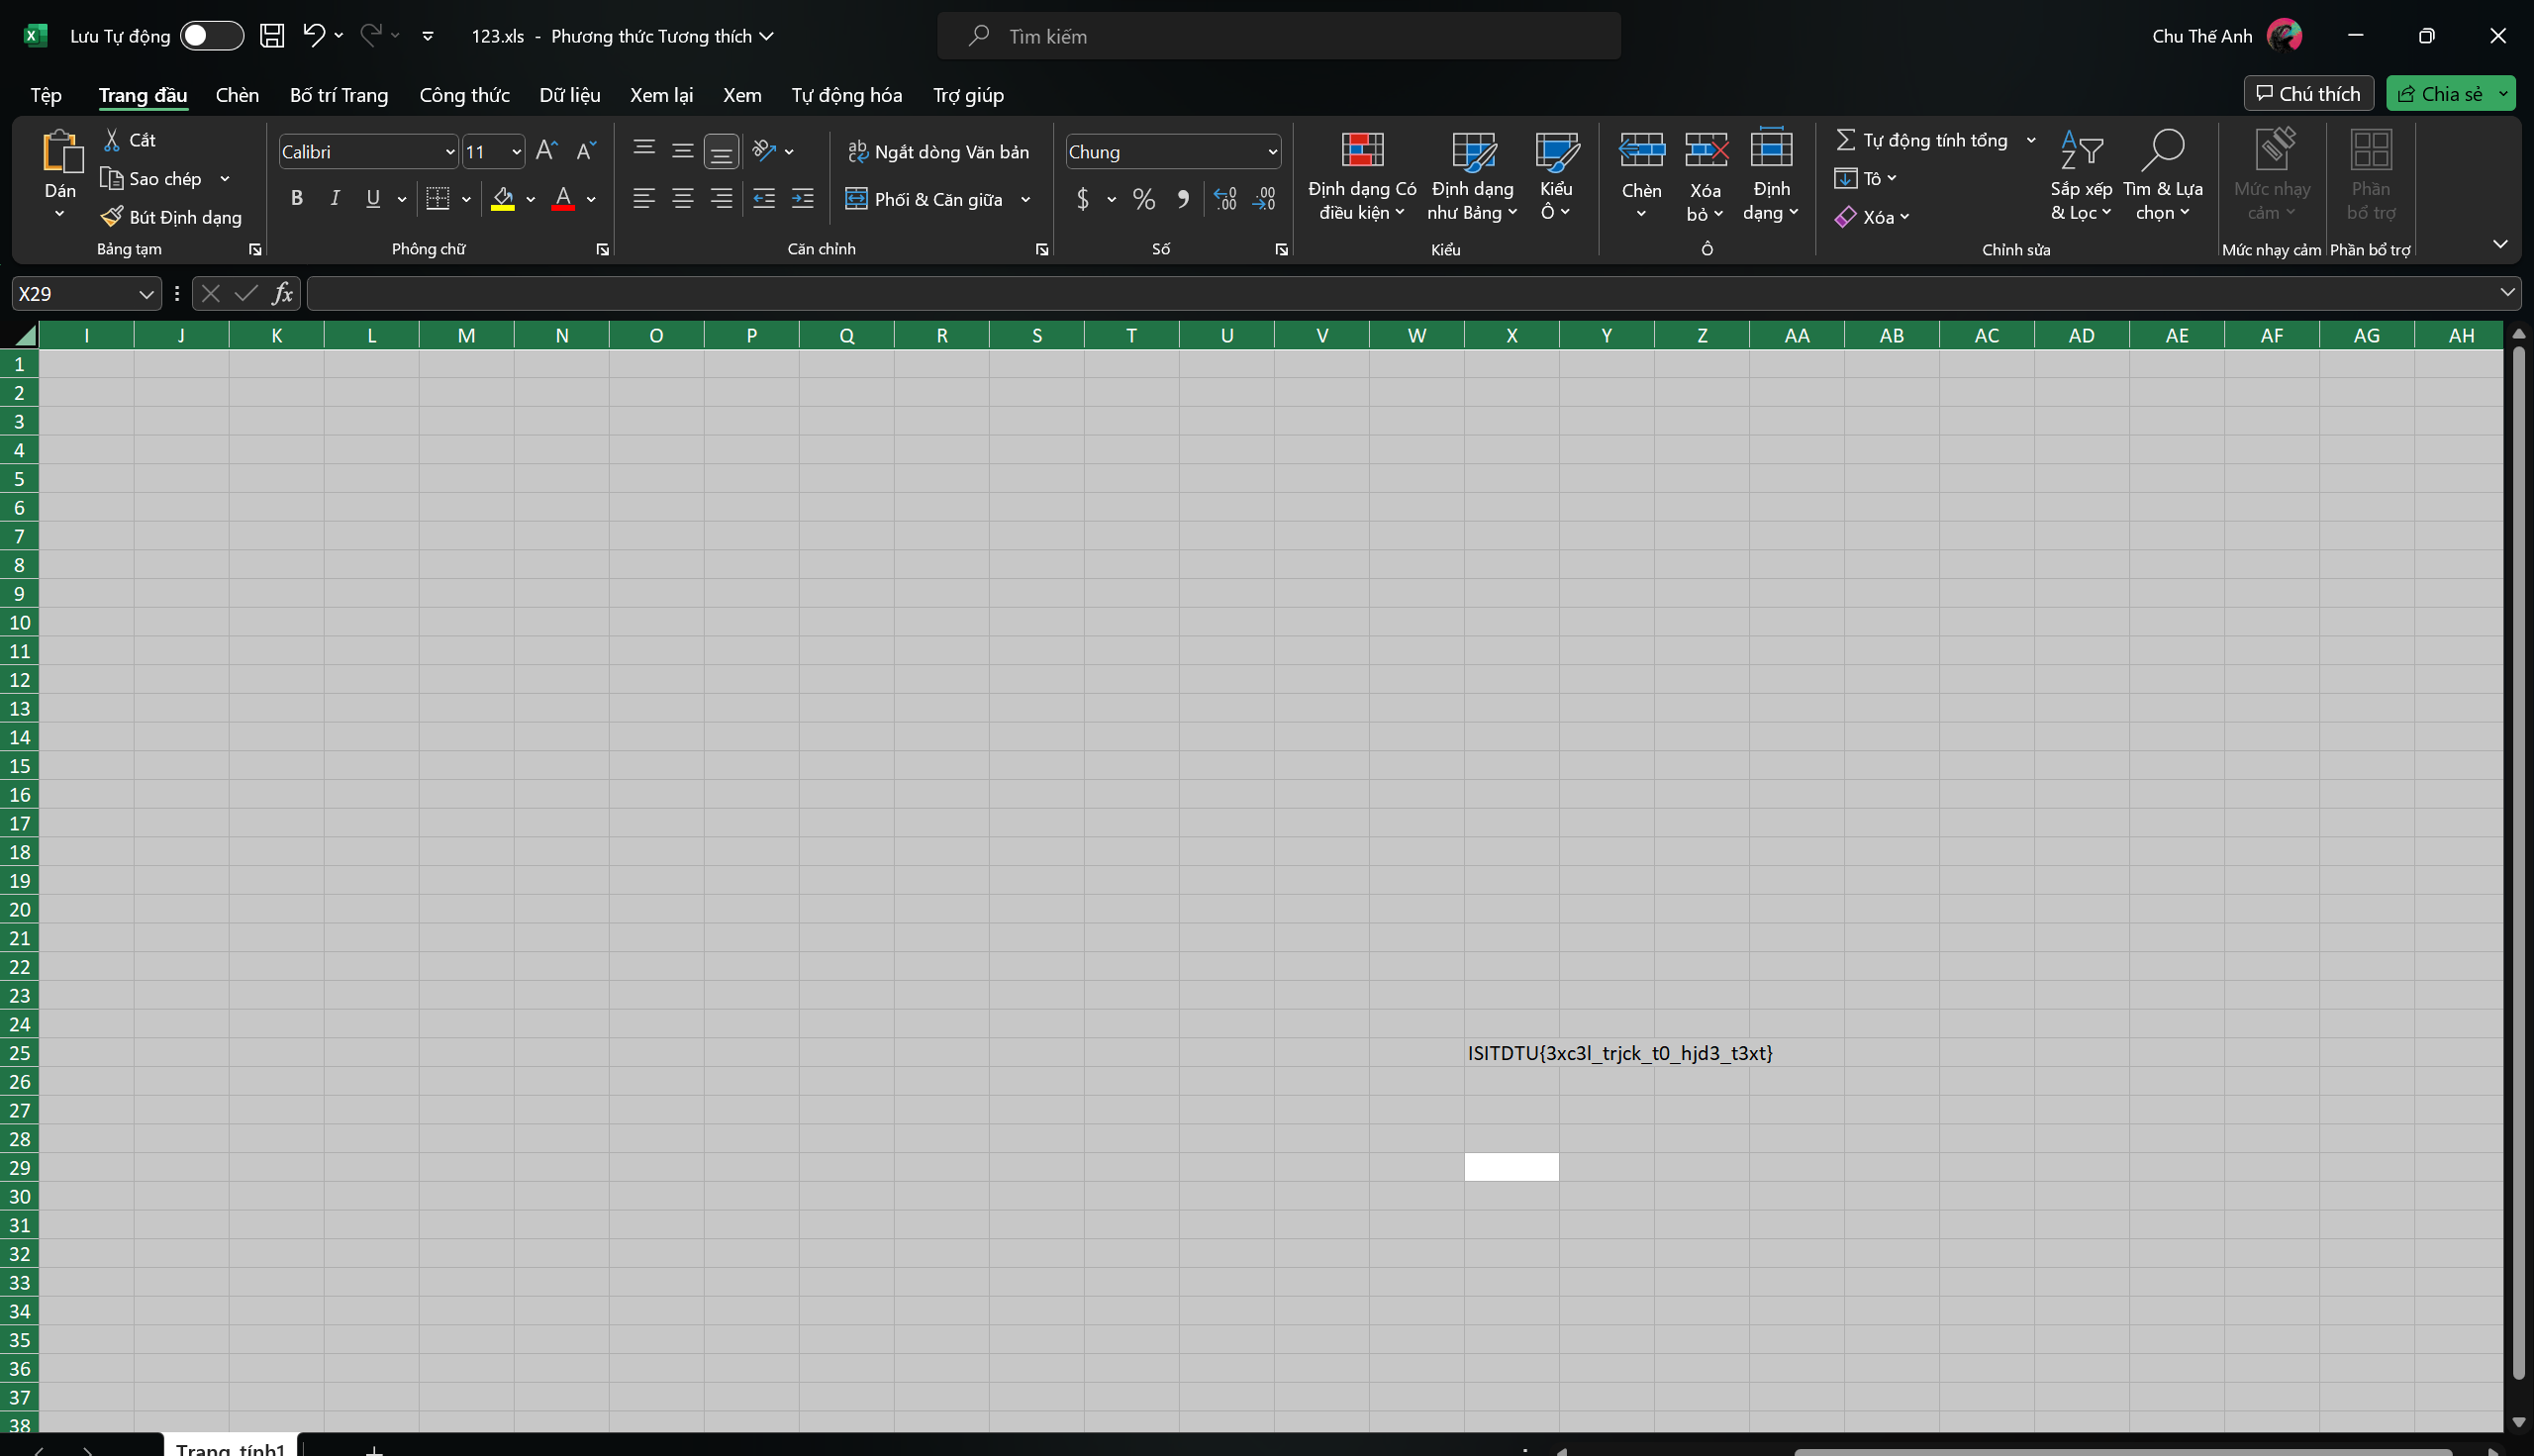 Lưu Tự động
123.xls - Phương thức Tương thích
Tìm kiếm
Chu Thế Anh
Tệp Trang đầu Chèn Bố trí Trang Công thức Dữ liệu Xem lại Xem Tự động hóa Trợ giúp
Chú thích
Chia sẻ
Dán
Cắt
Sao chép
Bút Định dạng
Bảng tạm
Calibri 11
B I U
Phông chữ
Ngắt dòng Văn bản
Phối & Căn giữa
Căn chỉnh
Chung
$ %
Số
Định dạng Có
điều kiện
Định dạng
như Bảng
Kiểu
Ô
Kiểu
Chèn
Xóa
bỏ
Định
dạng
Ô
Tự động tính tổng
Tô
Xóa
Sắp xếp
& Lọc
Tìm & Lựa
chọn
Chỉnh sửa
Mức nhạy
cảm
Mức nhạy cảm
Phần
bổ trợ
Phần bổ trợ
X29
fx
I J K L M N O P Q R S T U V W X Y Z AA AB AC AD AE AF AG AH
1
2
3
4
5
6
7
8
9
10
11
12
13
14
15
16
17
18
19
20
21
22
23
24
25 ISITDTU{3xc3l_trjck_t0_hjd3_t3xt}
26
27
28
29
30
31
32
33
34
35
36
37
38
Trang_tính1